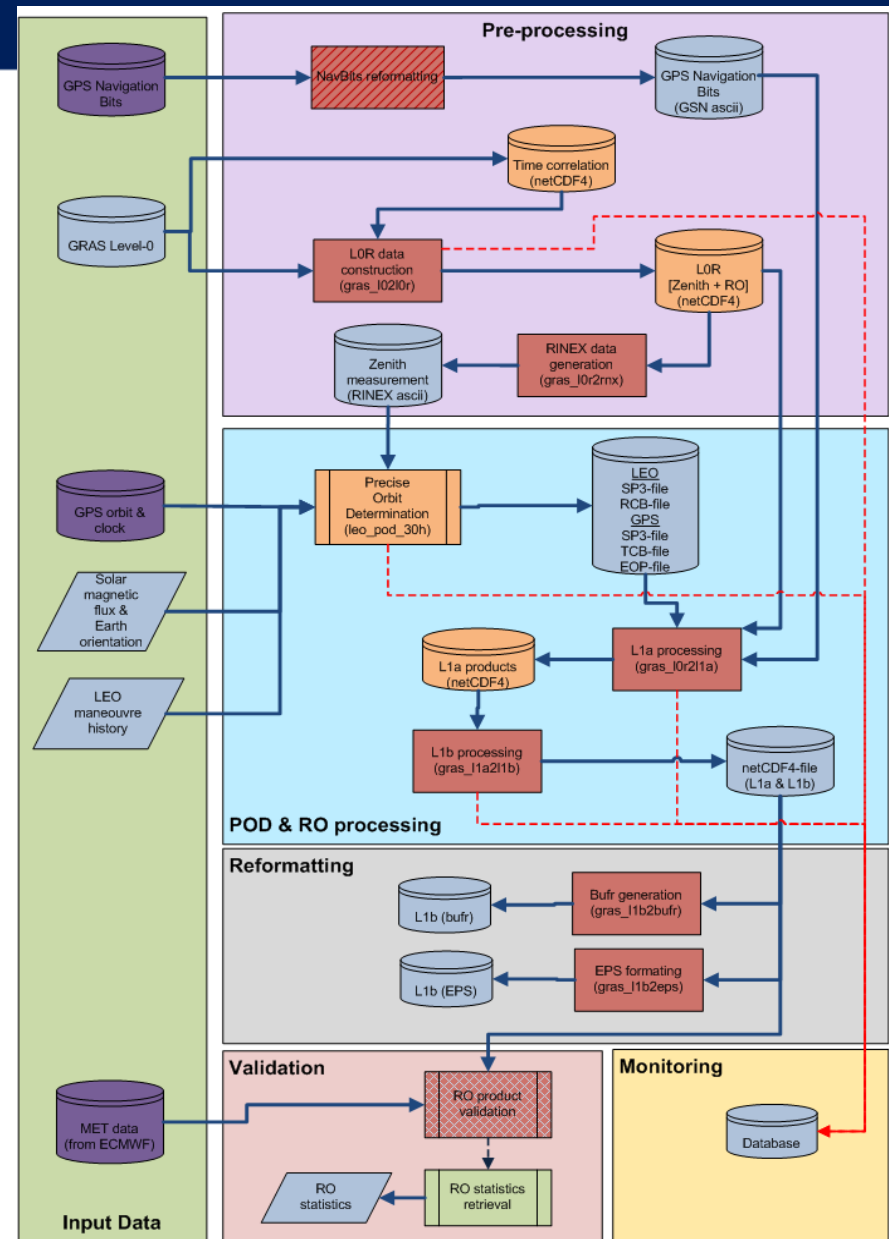 Pre-processing
GPS Navigation
Bits
NavBits reformatting
GPS Navigation
Bits
(GSN ascii)
Time correlation
(netCDF4)
GRAS Level-0
L0R data
construction
(gras_l02l0r)
L0R
[Zenith + RO]
(netCDF4)
Zenith
measurement
(RINEX ascii)
RINEX data
generation
(gras_l0r2rnx)
GPS orbit &
clock
Precise
Orbit
Determination
(leo_pod_30h)
LEO
SP3-file
RCB-file
GPS
SP3-file
TCB-file
EOP-file
Solar
magnetic
flux &
Earth
orientation
L1a products
(netCDF4)
L1a processing
(gras_l0r2l1a)
LEO
maneouvre
history
L1b processing
(gras_l1a2l1b)
netCDF4-file
(L1a & L1b)
POD & RO processing
Reformatting
L1b (bufr)
Bufr generation
(gras_l1b2bufr)
L1b (EPS)
EPS formating
(gras_l1b2eps)
Validation
Monitoring
MET data
(from ECMWF)
RO product
validation
Database
RO
statistics
RO statistics
retrieval
Input Data